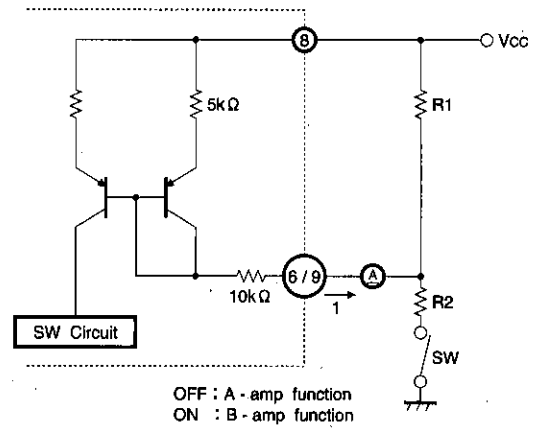 8
Vcc
5kΩ
R1
6/9
A
10kΩ
1
R2
SW Circuit
SW
OFF : A - amp function
ON : B - amp function